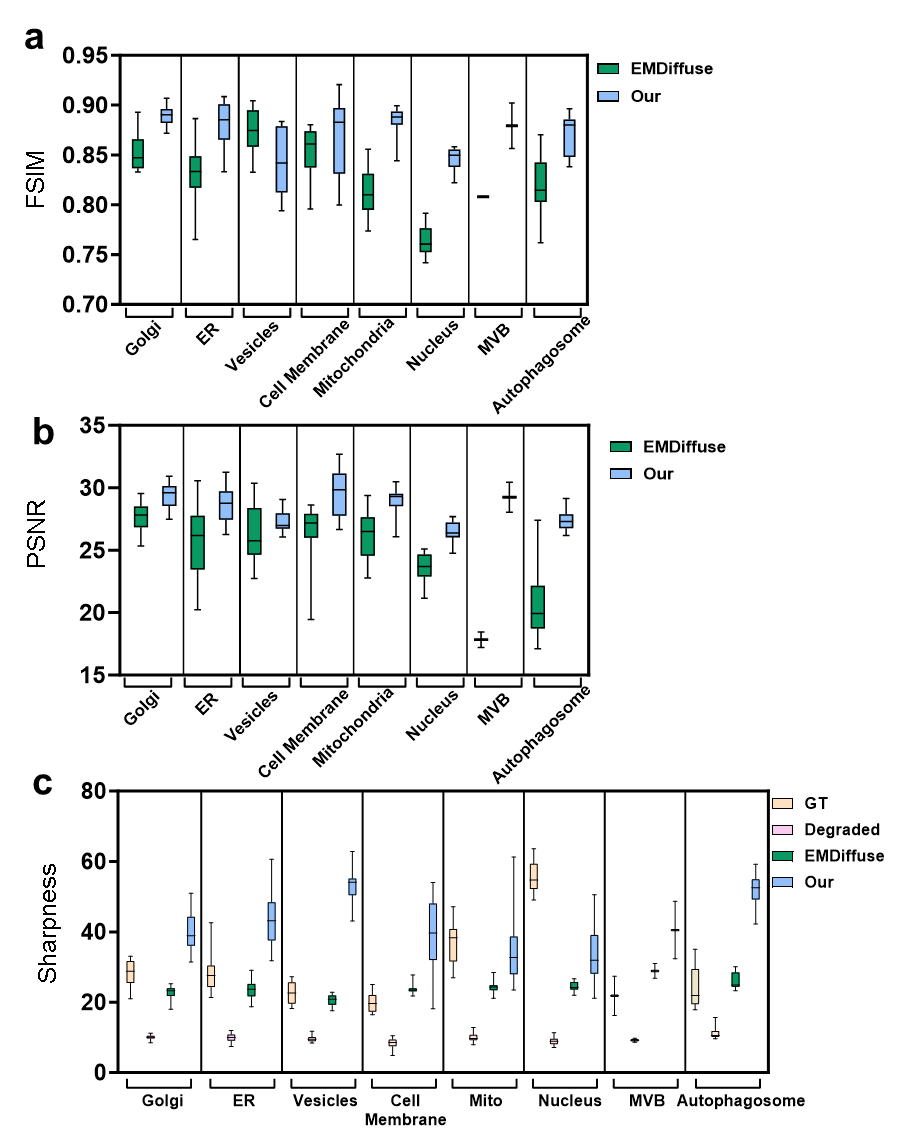 a
0.95
0.90
0.85
0.80
0.75
0.70
FSIM
EMDiffuse
Our
Golgi
ER
Vesicles
Cell Membrane
Mitochondria
Nucleus
MVB
Autophagosome
b
35
30
25
20
15
PSNR
EMDiffuse
Our
Golgi
ER
Vesicles
Cell Membrane
Mitochondria
Nucleus
MVB
Autophagosome
c
80
60
40
20
0
Sharpness
GT
Degraded
EMDiffuse
Our
Golgi
ER
Vesicles
Cell
Membrane
Mito
Nucleus
MVB
Autophagosome